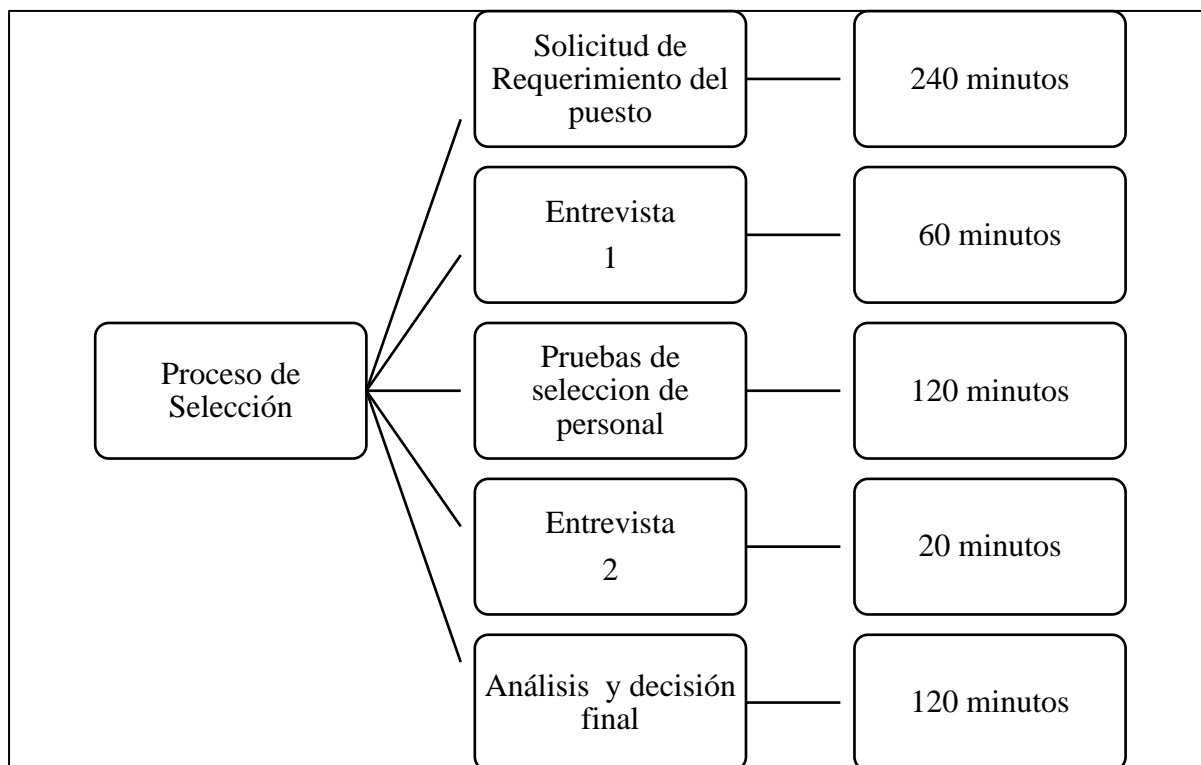 Solicitud de
Requerimiento del
puesto
240 minutos
Entrevista
1
60 minutos
Proceso de
Selección
Pruebas de
seleccion de
personal
120 minutos
Entrevista
2
20 minutos
Análisis y decisión
final
120 minutos